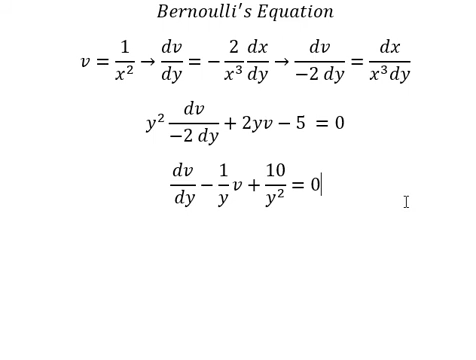 Bernoulli's Equation
v = 1/x² → dv/dy = − 2/x³ dx/dy → dv/−2 dy = dx/x³dy
y² dv/−2 dy + 2yv − 5 = 0
dv/dy − 1/y v + 10/y² = 0